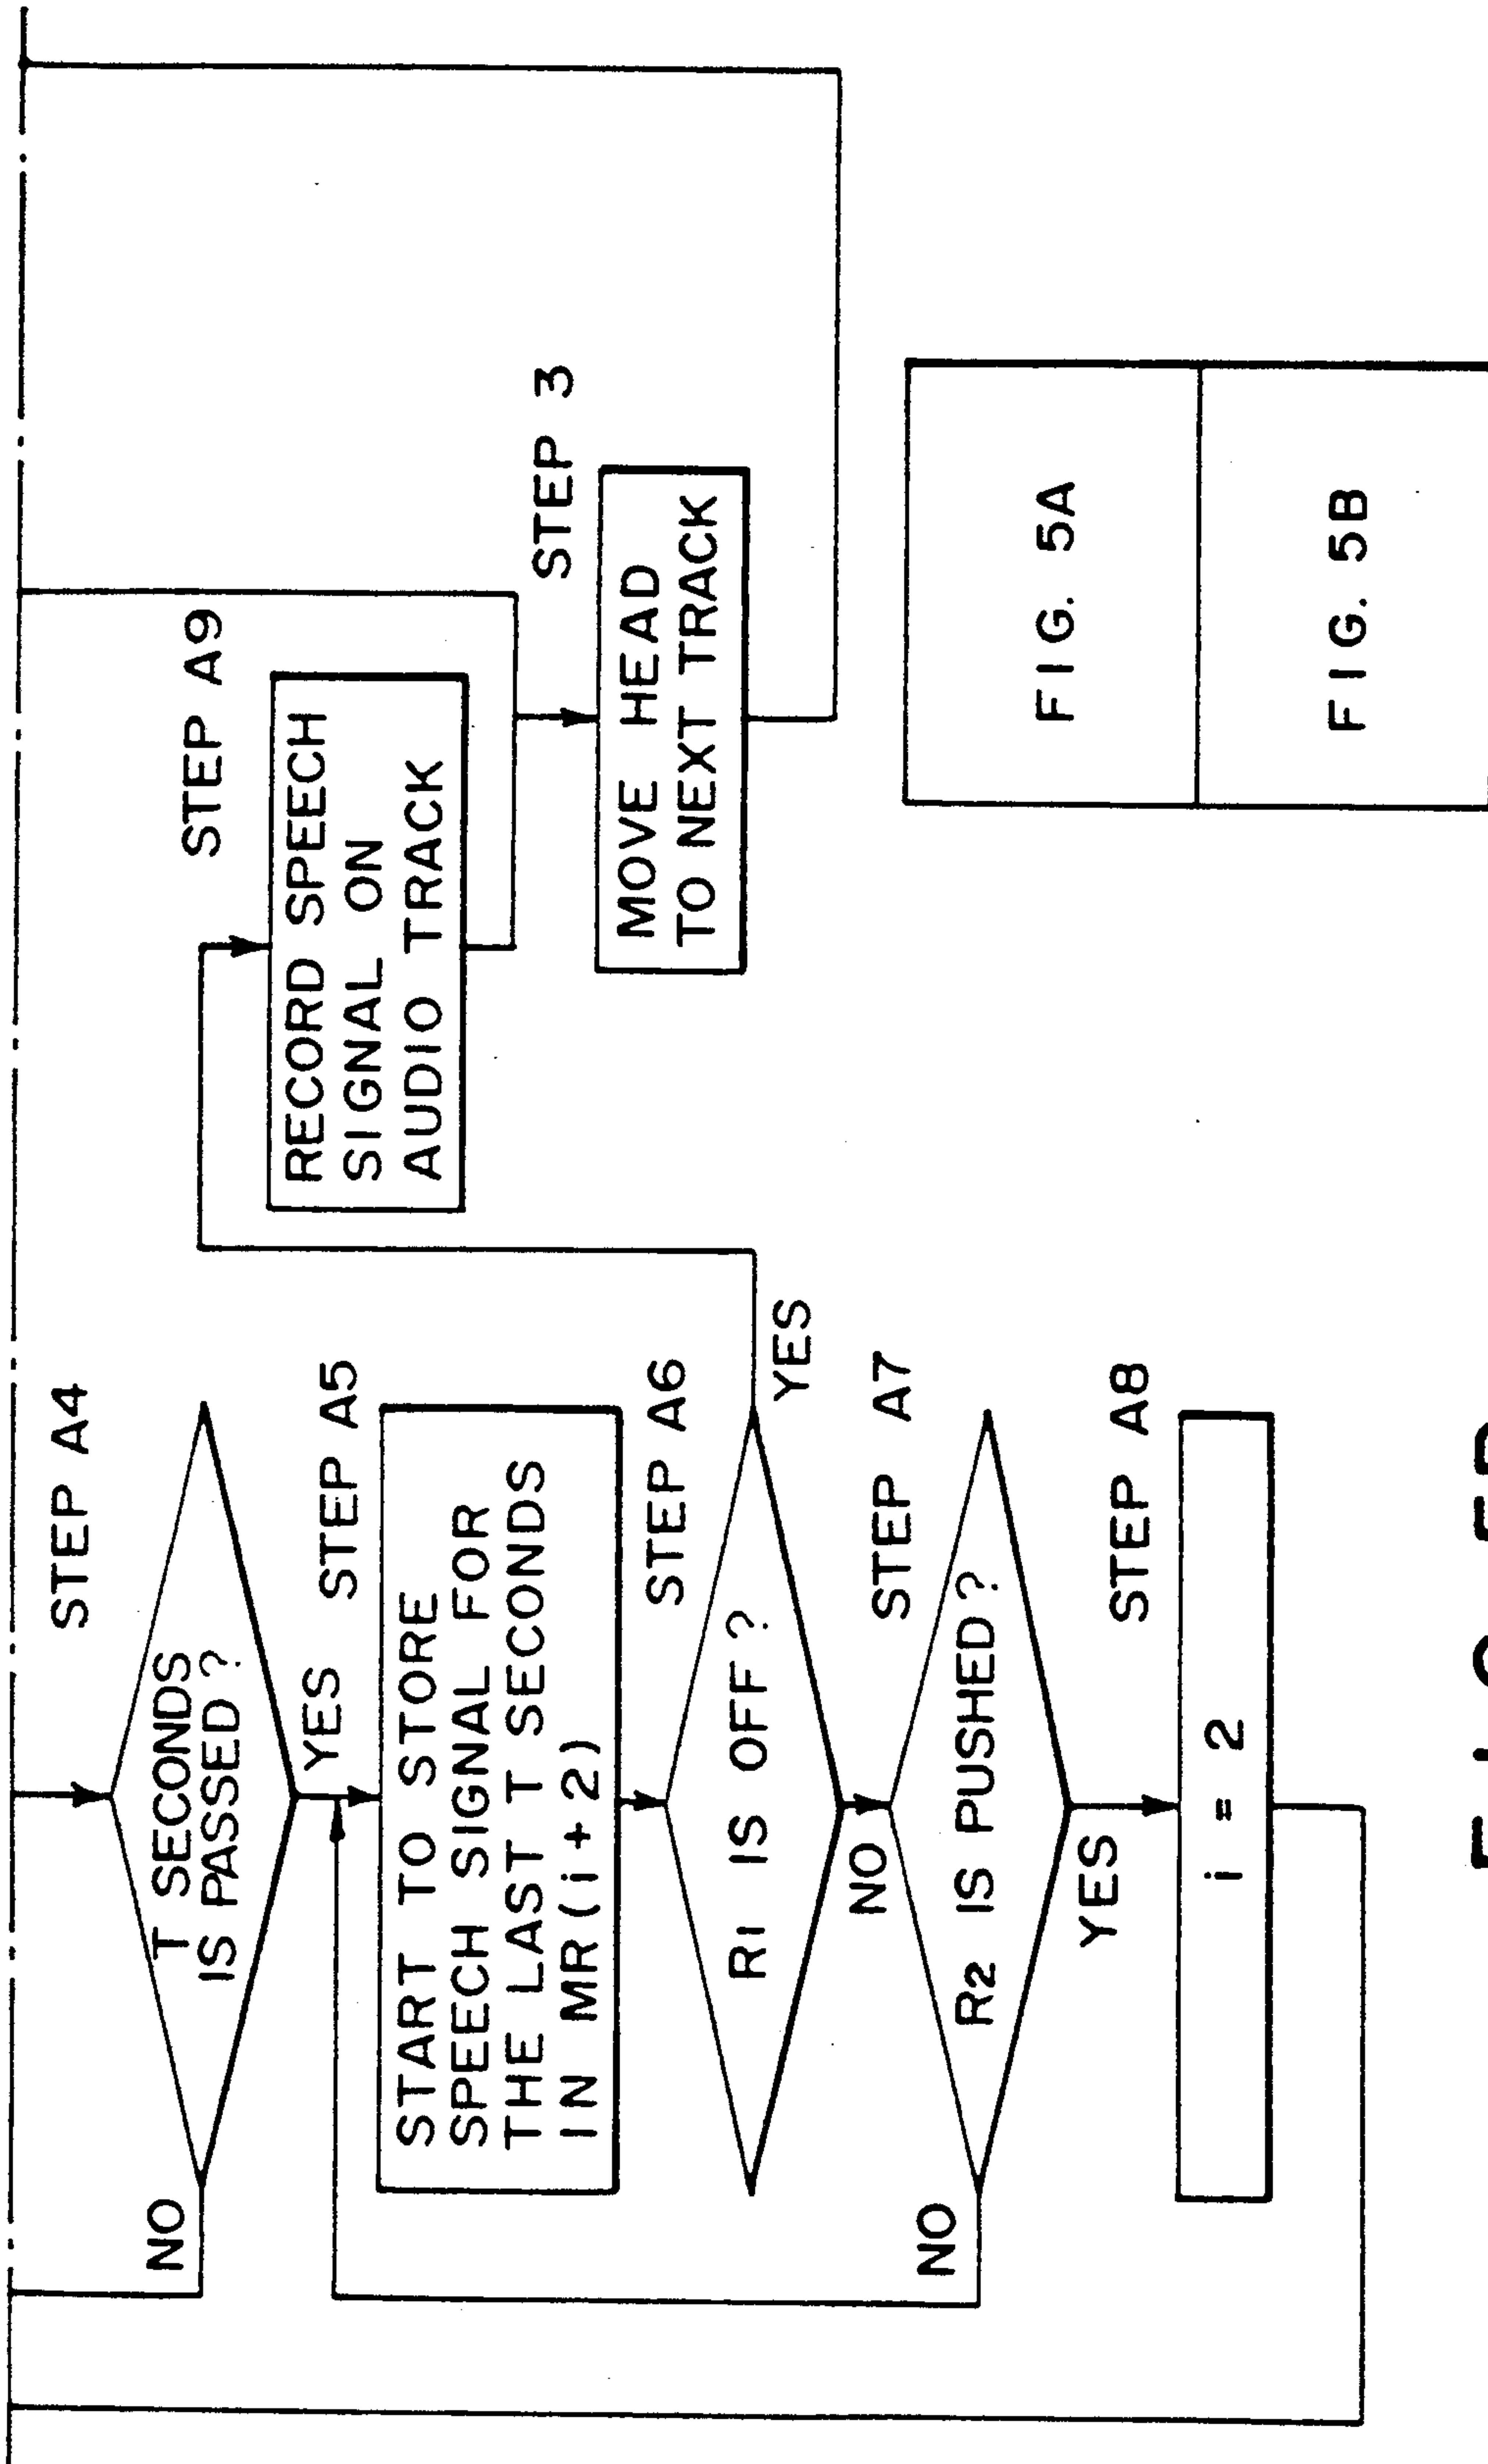 STEP A4
T SECONDS
IS PASSED?
NO
YES
STEP A5
START TO STORE
SPEECH SIGNAL FOR
THE LAST T SECONDS
IN MR(i+2)
STEP A6
R1 IS OFF?
YES
NO
STEP A7
R2 IS PUSHED?
NO
YES
STEP A8
i = 2
STEP A9
RECORD SPEECH
SIGNAL ON
AUDIO TRACK
STEP 3
MOVE HEAD
TO NEXT TRACK
FIG. 5A
FIG. 5B